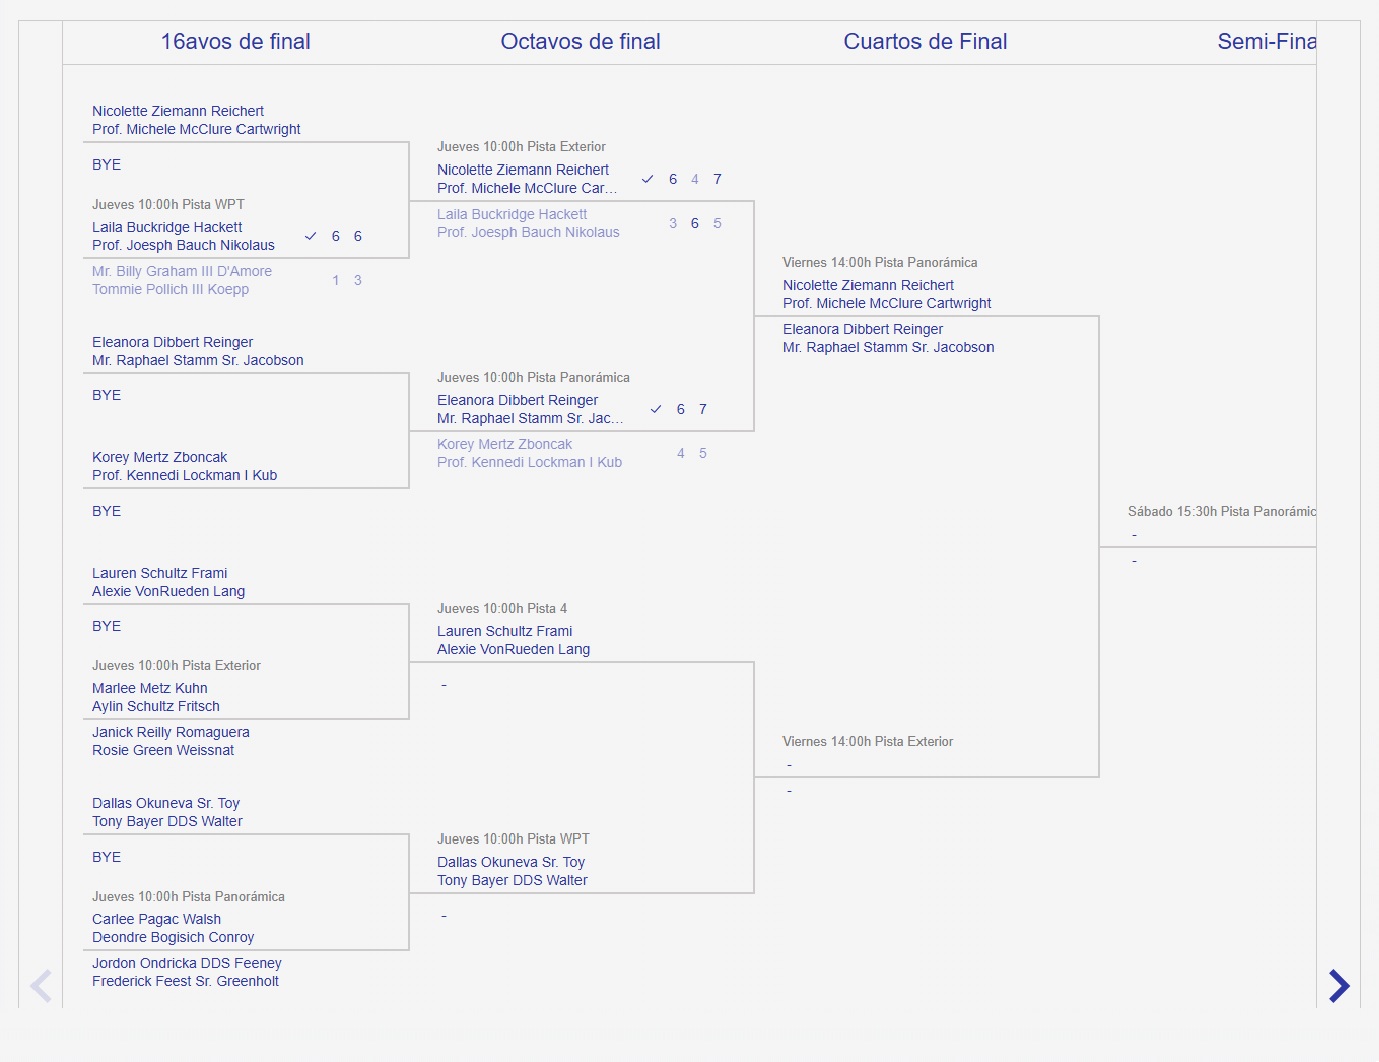 16avos de final
Octavos de final
Cuartos de Final
Semi-Fina
Nicolette Ziemann Reichert
Prof. Michele McClure Cartwright
BYE
Jueves 10:00h Pista WPT
Laila Buckridge Hackett
Prof. Joesph Bauch Nikolaus
✓ 6 6
Mr. Billy Graham III D'Amore
Tommie Pollich III Koepp
1 3
Eleanora Dibbert Reinger
Mr. Raphael Stamm Sr. Jacobson
BYE
Korey Mertz Zboncak
Prof. Kennedi Lockman I Kub
BYE
Lauren Schultz Frami
Alexie VonRueden Lang
BYE
Jueves 10:00h Pista Exterior
Marlee Metz Kuhn
Aylin Schultz Fritsch
Janick Reilly Romaguera
Rosie Green Weissnat
Dallas Okuneva Sr. Toy
Tony Bayer DDS Walter
BYE
Jueves 10:00h Pista Panorámica
Carlee Pagac Walsh
Deondre Bogisich Conroy
Jordon Ondricka DDS Feeney
Frederick Feest Sr. Greenholt
Jueves 10:00h Pista Exterior
Nicolette Ziemann Reichert
Prof. Michele McClure Car...
✓ 6 4 7
Laila Buckridge Hackett
Prof. Joesph Bauch Nikolaus
3 6 5
Jueves 10:00h Pista Panorámica
Eleanora Dibbert Reinger
Mr. Raphael Stamm Sr. Jac...
✓ 6 7
Korey Mertz Zboncak
Prof. Kennedi Lockman I Kub
4 5
Jueves 10:00h Pista 4
Lauren Schultz Frami
Alexie VonRueden Lang
-
Jueves 10:00h Pista WPT
Dallas Okuneva Sr. Toy
Tony Bayer DDS Walter
-
Viernes 14:00h Pista Panorámica
Nicolette Ziemann Reichert
Prof. Michele McClure Cartwright
Eleanora Dibbert Reinger
Mr. Raphael Stamm Sr. Jacobson
Viernes 14:00h Pista Exterior
-
-
Sábado 15:30h Pista Panorámic
-
-